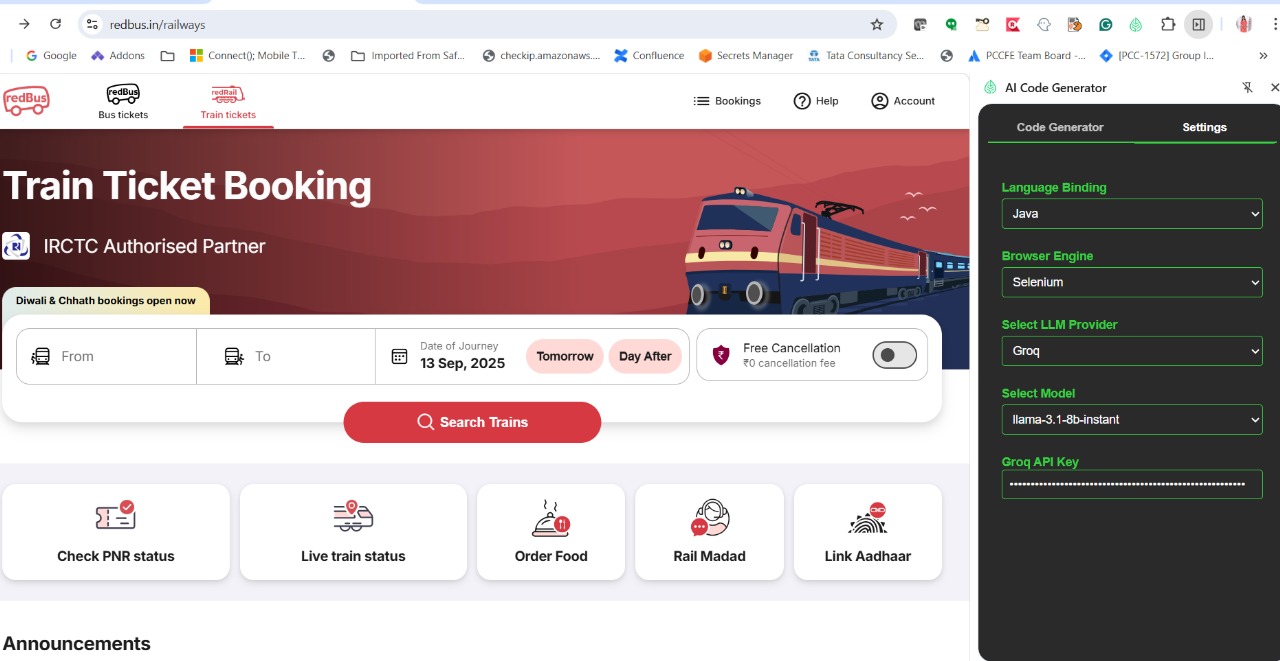 redbus.in/railways
Google
Addons
Connect(); Mobile T...
Imported From Saf...
checkip.amazonaws....
Confluence
Secrets Manager
Tata Consultancy Se...
PCCFE Team Board -...
[PCC-1572] Group I...
»
AI Code Generator
redBus
redBus
Bus tickets
redRail
Train tickets
Bookings
Help
Account
Code Generator
Settings
Train Ticket Booking
IRCTC Authorised Partner
Diwali & Chhath bookings open now
From
To
Date of Journey
13 Sep, 2025
Tomorrow
Day After
Free Cancellation
₹0 cancellation fee
Search Trains
Check PNR status
Live train status
Order Food
Rail Madad
Link Aadhaar
Announcements
Language Binding
Java
Browser Engine
Selenium
Select LLM Provider
Groq
Select Model
llama-3.1-8b-instant
Groq API Key